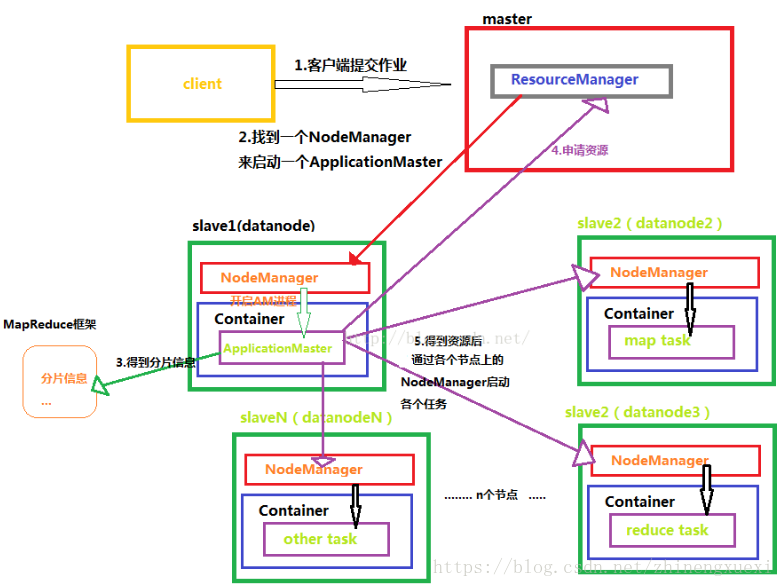 master
client
1.客户端提交作业
ResourceManager
2.找到一个NodeManager
来启动一个ApplicationMaster
4.申请资源
slave1(datanode)
slave2（datanode2）
NodeManager
开启AM进程
Container
ApplicationMaster
NodeManager
Container
map task
MapReduce框架
3.得到分片信息
分片信息
...
5.得到资源后
通过各个节点上的
NodeManager启动
各个任务
slaveN（datanodeN）
slave2（datanode3）
NodeManager
Container
other task
........ n个节点 .....
NodeManager
Container
reduce task
https://blog.csdn.net/zhinengxuexi